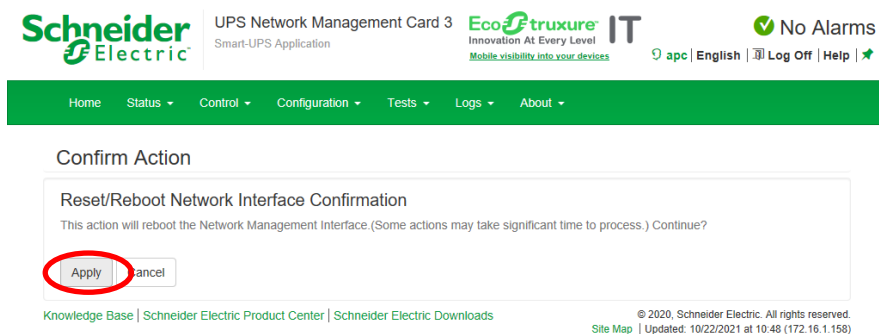 Schneider Electric
UPS Network Management Card 3
Smart-UPS Application
EcoStruxure IT
Innovation At Every Level
Mobile visibility into your devices
No Alarms
apc | English | Log Off | Help |
Home Status Control Configuration Tests Logs About
Confirm Action
Reset/Reboot Network Interface Confirmation
This action will reboot the Network Management Interface.(Some actions may take significant time to process.) Continue?
Apply Cancel
Knowledge Base | Schneider Electric Product Center | Schneider Electric Downloads
© 2020, Schneider Electric. All rights reserved.
Site Map | Updated: 10/22/2021 at 10:48 (172.16.1.158)